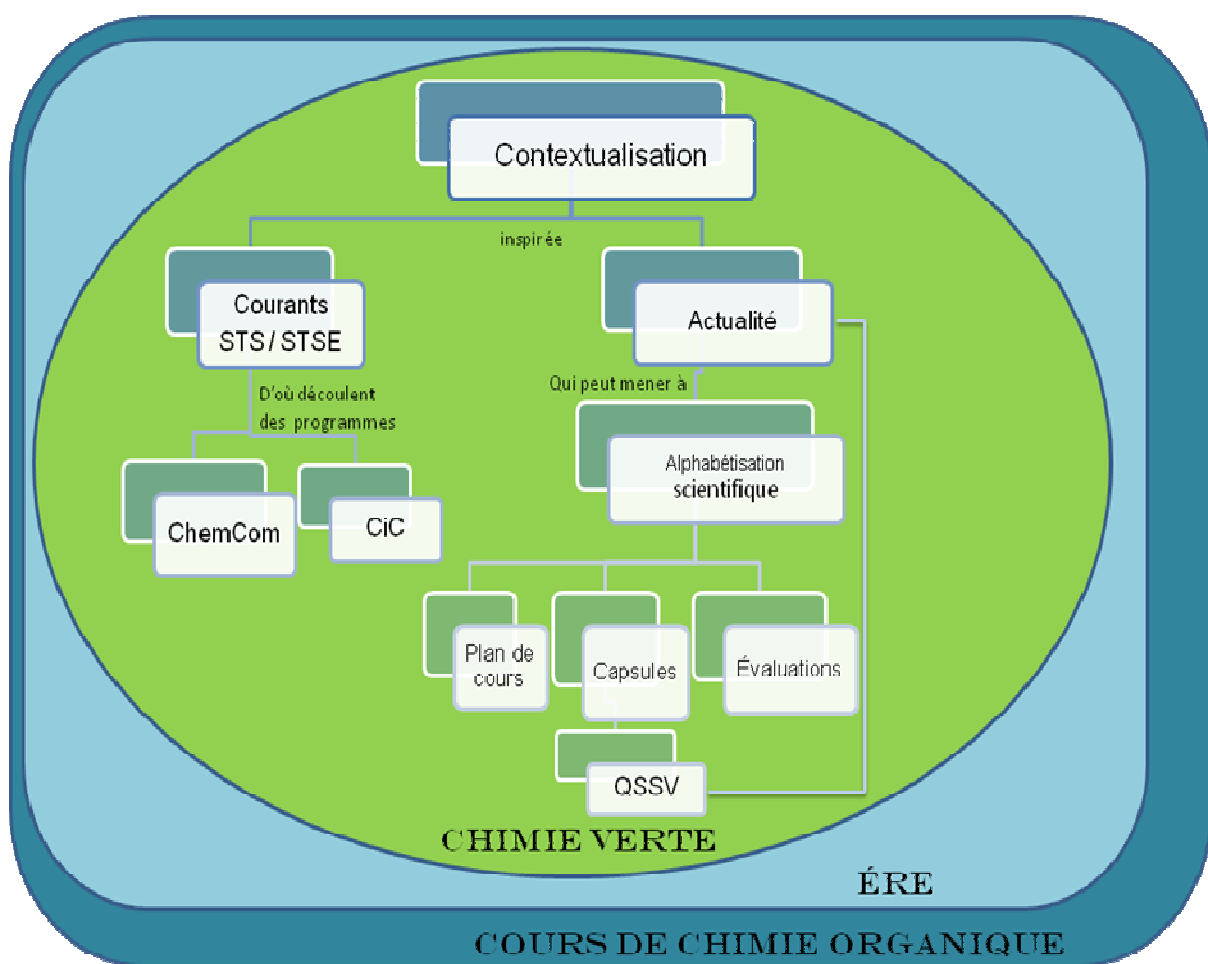 Contextualisation
inspirée
Courants
STS / STSE
Actualité
D'où découlent
des programmes
Qui peut mener à
Alphabétisation
scientifique
ChemCom
CiC
Plan de
cours
Capsules
Évaluations
QSSV
CHIMIE VERTE
ÉRE
COURS DE CHIMIE ORGANIQUE